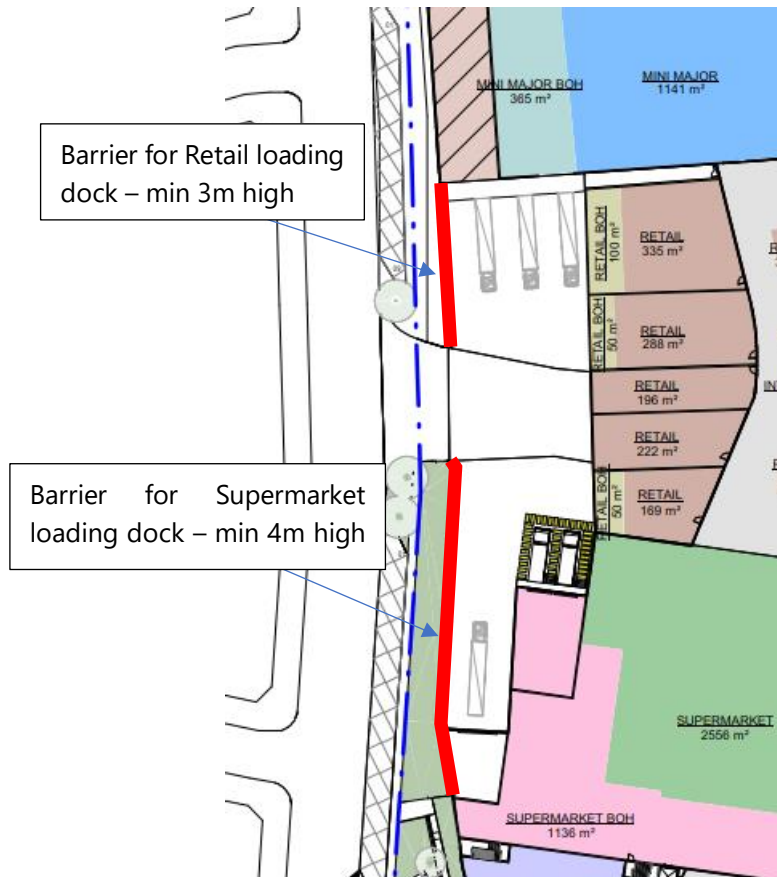 MINI MAJOR BOH
365 m²
MINI MAJOR
1141 m²
Barrier for Retail loading
dock – min 3m high
RETAIL BOH
100 m²
RETAIL
335 m²
RETAIL BOH
50 m²
RETAIL
288 m²
RETAIL
196 m²
RETAIL
222 m²
Barrier for Supermarket
loading dock – min 4m high
RETAIL BOH
50 m²
RETAIL
169 m²
SUPERMARKET
2556 m²
SUPERMARKET BOH
1136 m²